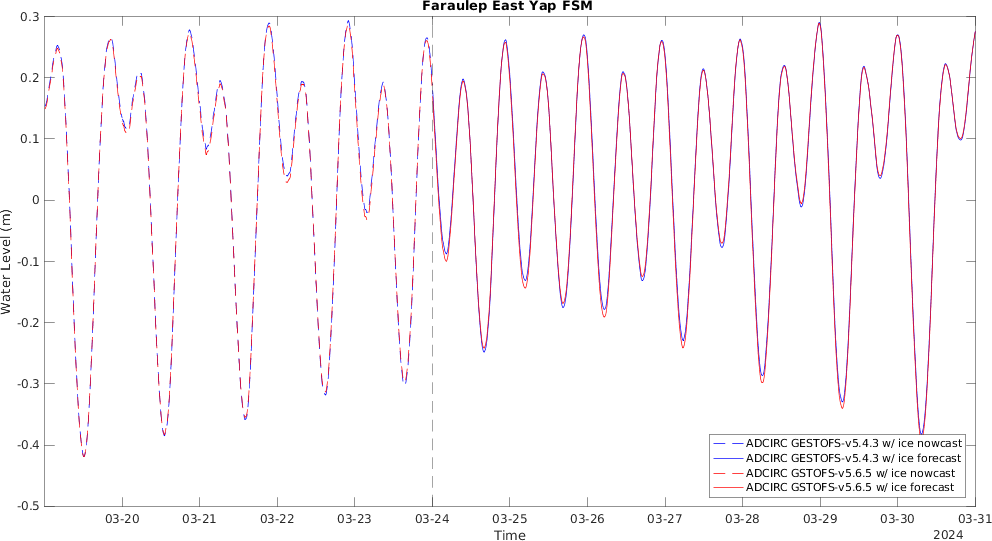 Faraulep East Yap FSM
0.3
0.2
0.1
0
-0.1
-0.2
-0.3
-0.4
-0.5
Water Level (m)
ADCIRC GESTOFS-v5.4.3 w/ ice nowcast
ADCIRC GESTOFS-v5.4.3 w/ ice forecast
ADCIRC GSTOFS-v5.6.5 w/ ice nowcast
ADCIRC GSTOFS-v5.6.5 w/ ice forecast
03-20 03-21 03-22 03-23 03-24 03-25 03-26 03-27 03-28 03-29 03-30 03-31
Time
2024